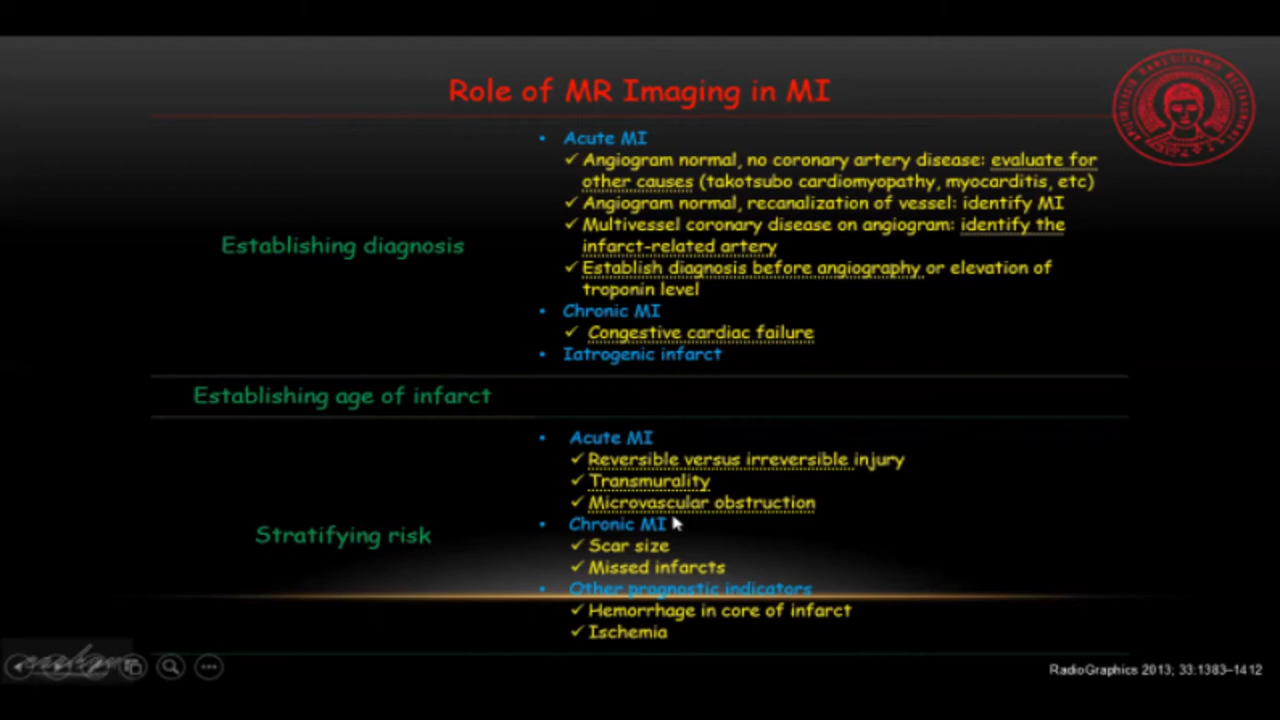 Role of MR Imaging in MI
Establishing diagnosis
• Acute MI
✓ Angiogram normal, no coronary artery disease: evaluate for
other causes (takotsubo cardiomyopathy, myocarditis, etc)
✓ Angiogram normal, recanalization of vessel: identify MI
✓ Multivessel coronary disease on angiogram: identify the
infarct-related artery
✓ Establish diagnosis before angiography or elevation of
troponin level
• Chronic MI
✓ Congestive cardiac failure
• Iatrogenic infarct
Establishing age of infarct
Stratifying risk
• Acute MI
✓ Reversible versus irreversible injury
✓ Transmurality
✓ Microvascular obstruction
• Chronic MI
✓ Scar size
✓ Missed infarcts
• Other prognostic indicators
✓ Hemorrhage in core of infarct
✓ Ischemia
RadioGraphics 2013; 33:1383–1412